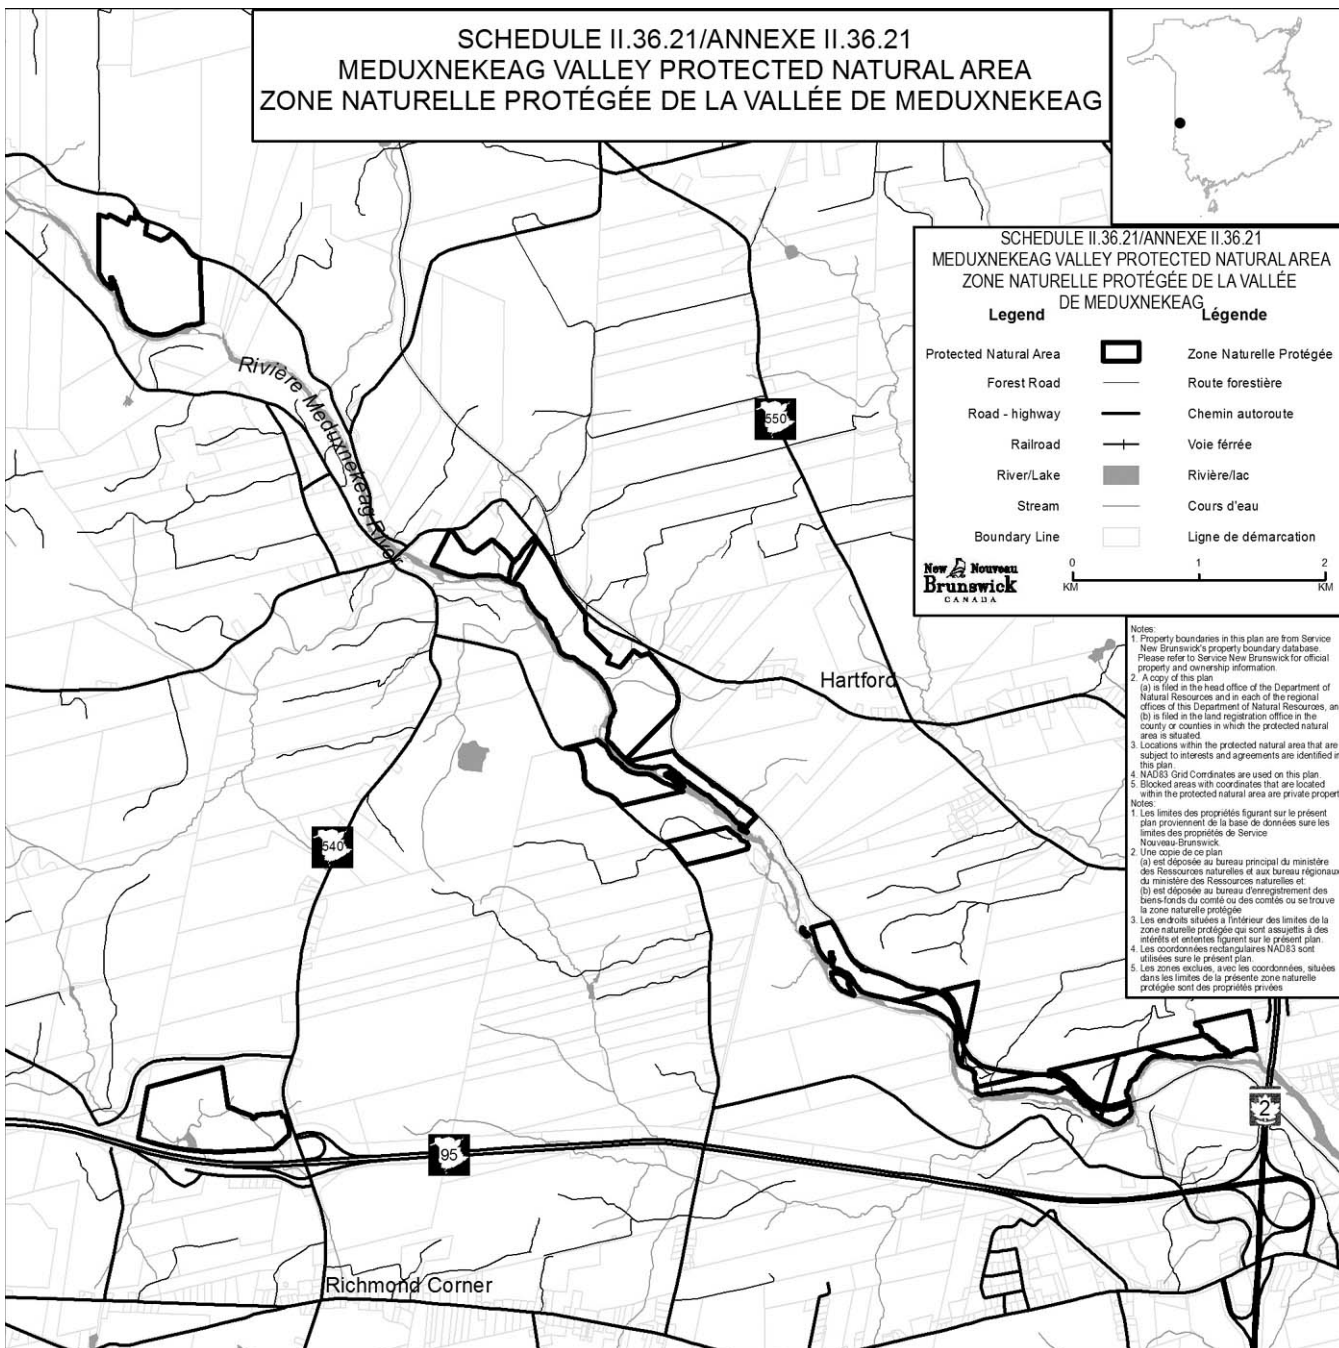 SCHEDULE II.36.21/ANNEXE II.36.21
MEDUXNEKEAG VALLEY PROTECTED NATURAL AREA
ZONE NATURELLE PROTÉGÉE DE LA VALLÉE DE MEDUXNEKEAG
SCHEDULE II.36.21/ANNEXE II.36.21
MEDUXNEKEAG VALLEY PROTECTED NATURAL AREA
ZONE NATURELLE PROTÉGÉE DE LA VALLÉE
DE MEDUXNEKEAG
Legend Légende
Protected Natural Area Zone Naturelle Protégée
Forest Road Route forestière
Road - highway Chemin autoroute
Railroad Voie férrée
River/Lake Rivière/lac
Stream Cours d'eau
Boundary Line Ligne de démarcation
New Nouveau
Brunswick
CANADA
0 1 2
KM KM
Notes:
1. Property boundaries in this plan are from Service
New Brunswick's property boundary database.
Please refer to Service New Brunswick for official
property and ownership information.
2. A copy of this plan
(a) is filed in the head office of the Department of
Natural Resources and in each of the regional
offices of this Department of Natural Resources, an
(b) is filed in the land registration office in the
county or counties in which the protected natural
area is situated.
3. Locations within the protected natural area that are
subject to interests and agreements are identified in
this plan.
4. NAD83 Grid Cordinates are used on this plan.
5. Blocked areas with coordinates that are located
within the protected natural area are private propert
Notes:
1. Les limites des propriétés figurant sur le présent
plan proviennent de la base de données sure les
limites des propriétés de Service
Nouveau-Brunswick.
2. Une copie de ce plan
(a) est déposée au bureau principal du ministère
des Ressources naturelles et aux bureau régionaux
du ministère des Ressources naturelles et:
(b) est déposée au bureau d'enregistrement des
biens-fonds du comté ou des comtés ou se trouve
la zone naturelle protégée
3. Les endroits situées a l'intérieur des limites de la
zone naturelle protégée qui sont assujettis à des
intérêts et ententes figurent sur le présent plan.
4. Les coordonnées rectangulaires NAD83 sont
utilisées sure le présent plan.
5. Les zones exclues, avec les coordonnées, situées
dans les limites de la présente zone naturelle
protégée sont des propriétés privées
Rivière Meduxnekeag River
550
Hartford
540
2
95
Richmond Corner